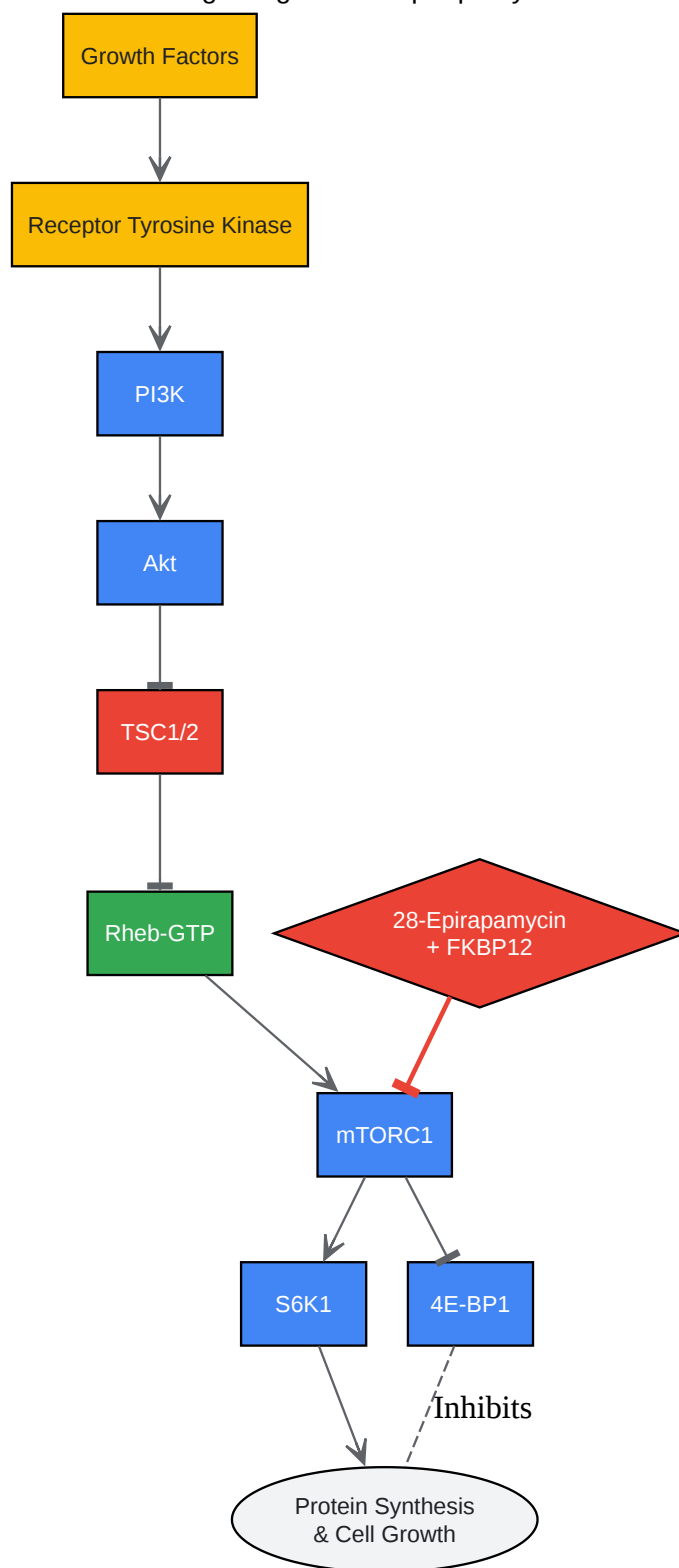 Growth Factors
Receptor Tyrosine Kinase
PI3K
Akt
TSC1/2
Rheb-GTP
28-Epirapamycin
+ FKBP12
mTORC1
S6K1
4E-BP1
Inhibits
Protein Synthesis
& Cell Growth